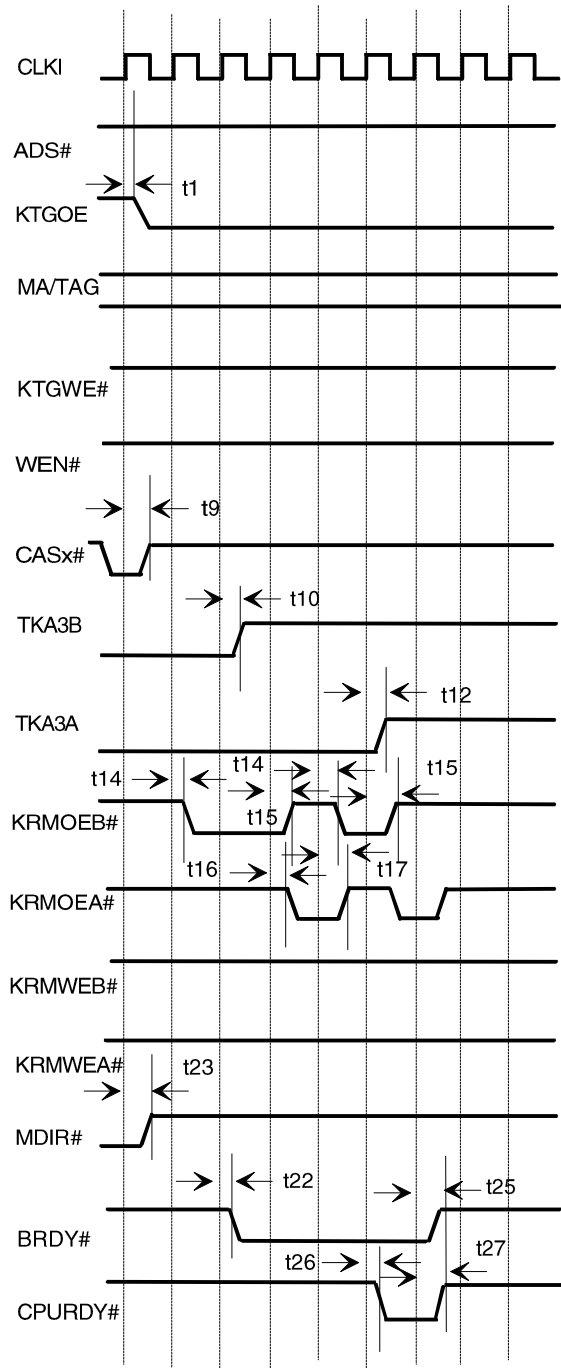 CLKI
ADS#
t1
KTGOE
MA/TAG
KTGWE#
WEN#
t9
CASx#
t10
TKA3B
t12
TKA3A
t14
t14
t15
t15
KRMOEB#
t16
t17
KRMOEA#
KRMWEB#
KRMWEA#
t23
MDIR#
t22
t25
BRDY#
t26
t27
CPURDY#